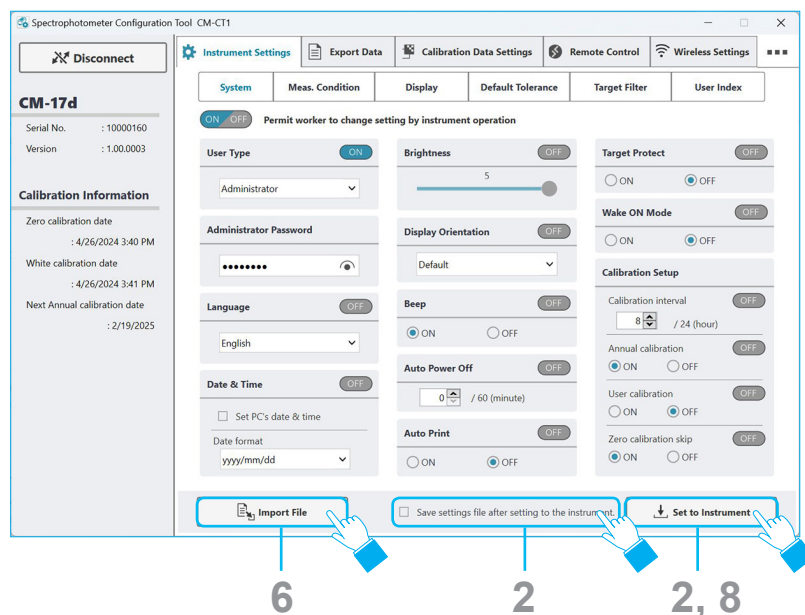 Spectrophotometer Configuration Tool CM-CT1
Disconnect
CM-17d
Serial No. : 10000160
Version : 1.00.0003
Calibration Information
Zero calibration date
: 4/26/2024 3:40 PM
White calibration date
: 4/26/2024 3:41 PM
Next Annual calibration date
: 2/19/2025
Instrument Settings
Export Data
Calibration Data Settings
Remote Control
Wireless Settings
System
Meas. Condition
Display
Default Tolerance
Target Filter
User Index
ON OFF Permit worker to change setting by instrument operation
User Type ON
Administrator
Administrator Password
Language OFF
English
Date & Time OFF
Set PC's date & time
Date format
yyyy/mm/dd
Brightness OFF
5
Display Orientation OFF
Default
Beep OFF
ON OFF
Auto Power Off OFF
0 / 60 (minute)
Auto Print OFF
ON OFF
Target Protect OFF
ON OFF
Wake ON Mode OFF
ON OFF
Calibration Setup
Calibration interval OFF
8 / 24 (hour)
Annual calibration OFF
ON OFF
User calibration OFF
ON OFF
Zero calibration skip OFF
ON OFF
Import File
Save settings file after setting to the instrument.
Set to Instrument
6
2
2, 8